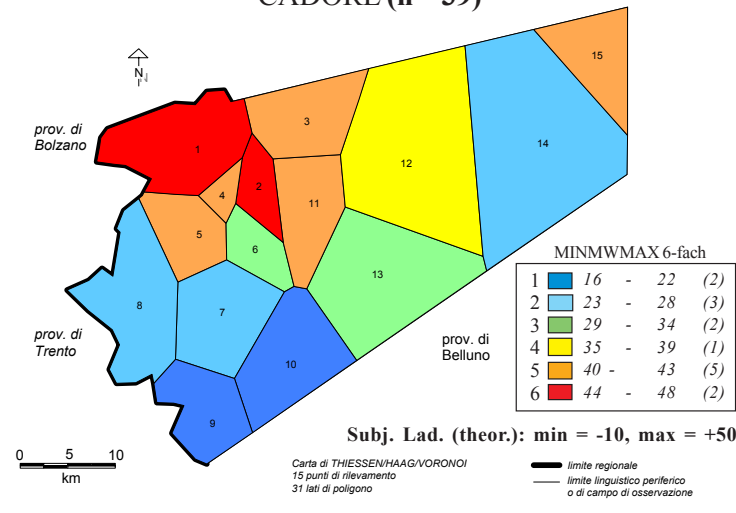 CADORE (n= 39)
15
N
prov. di
Bolzano
3
1
12
14
2
4
11
5
6
13
8
7
10
9
prov. di
Trento
prov. di
Belluno
MINMWMAX 6-fach
1 16 - 22 (2)
2 23 - 28 (3)
3 29 - 34 (2)
4 35 - 39 (1)
5 40 - 43 (5)
6 44 - 48 (2)
Subj. Lad. (theor.): min = -10, max = +50
0 5 10
km
Carta di THIESSEN/HAAG/VORONOI
15 punti di rilevamento
31 lati di poligono
limite regionale
limite linguistico periferico
o di campo di osservazione